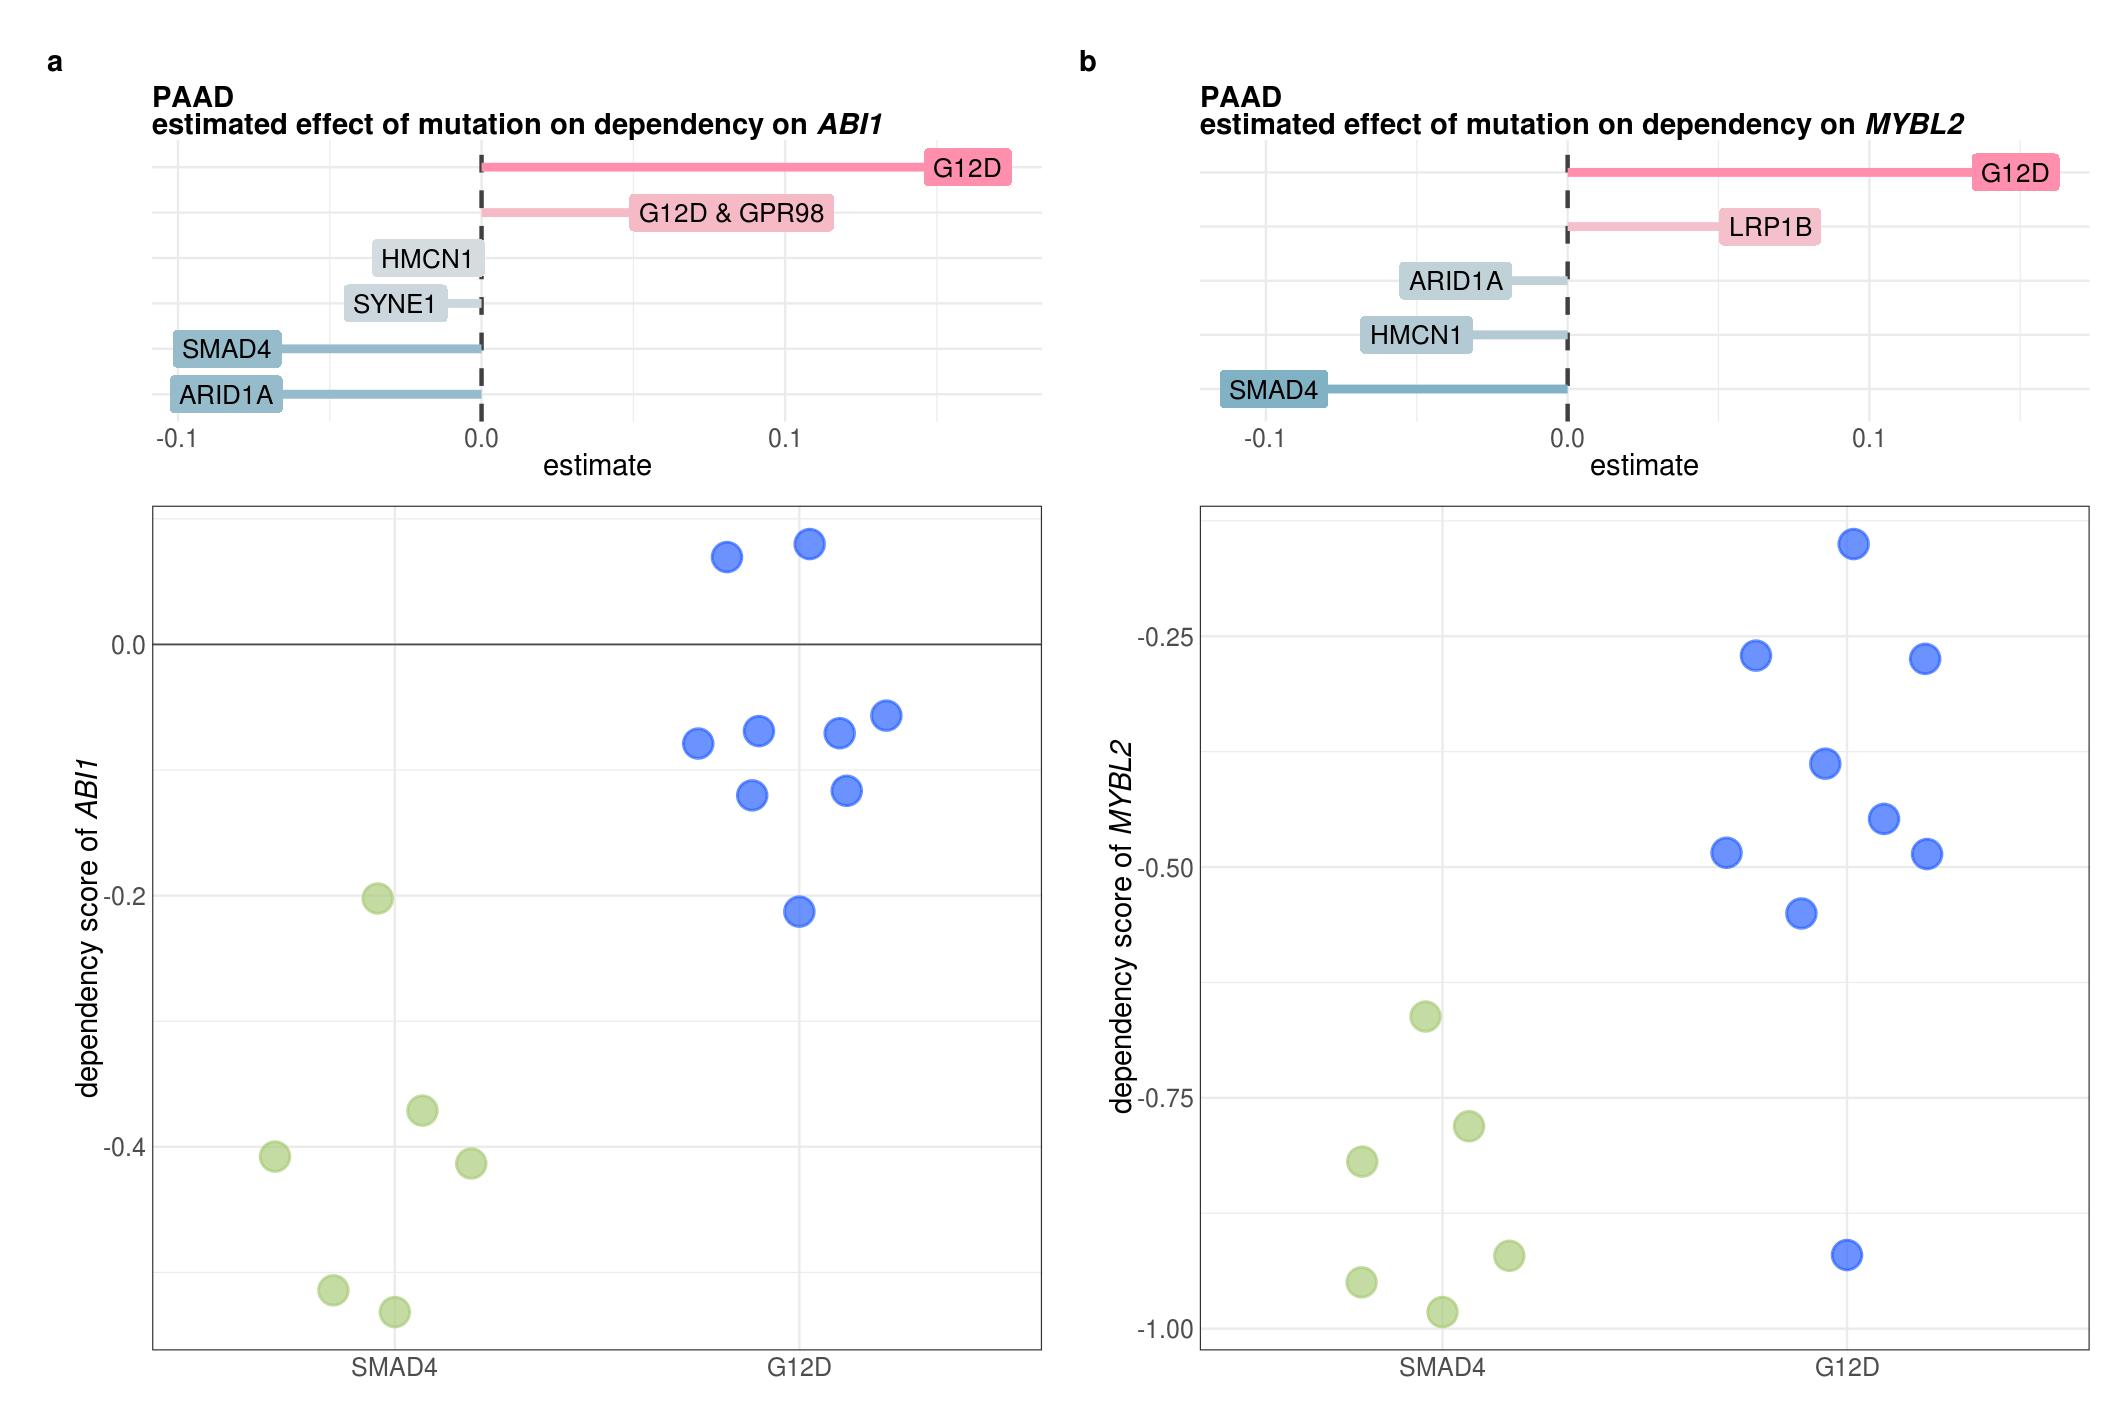 a
PAAD
estimated effect of mutation on dependency on ABI1
G12D
G12D & GPR98
HMCN1
SYNE1
SMAD4
ARID1A
-0.1 0.0 0.1
estimate
dependency score of ABI1
0.0
-0.2
-0.4
SMAD4 G12D
b
PAAD
estimated effect of mutation on dependency on MYBL2
G12D
LRP1B
ARID1A
HMCN1
SMAD4
-0.1 0.0 0.1
estimate
dependency score of MYBL2
-0.25
-0.50
-0.75
-1.00
SMAD4 G12D